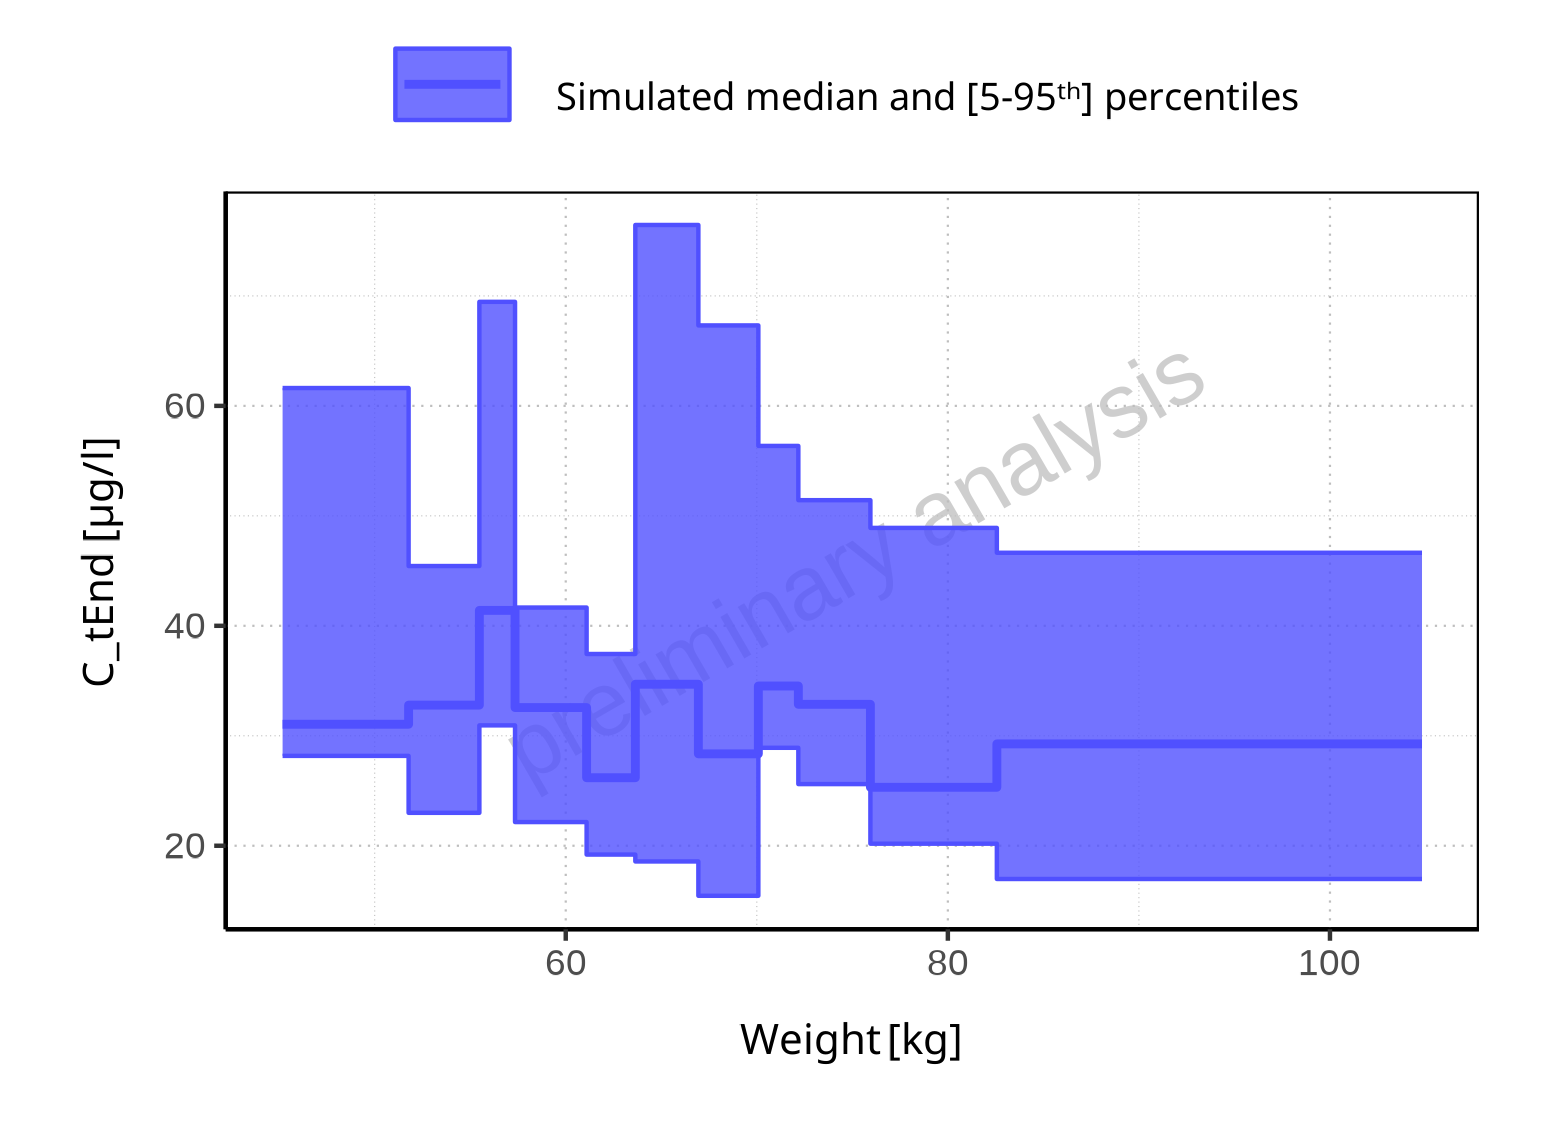 Simulated median and [5-95ᵗʰ] percentiles
C_tEnd [µg/l]
60
40
20
preliminary analysis
60 80 100
Weight [kg]